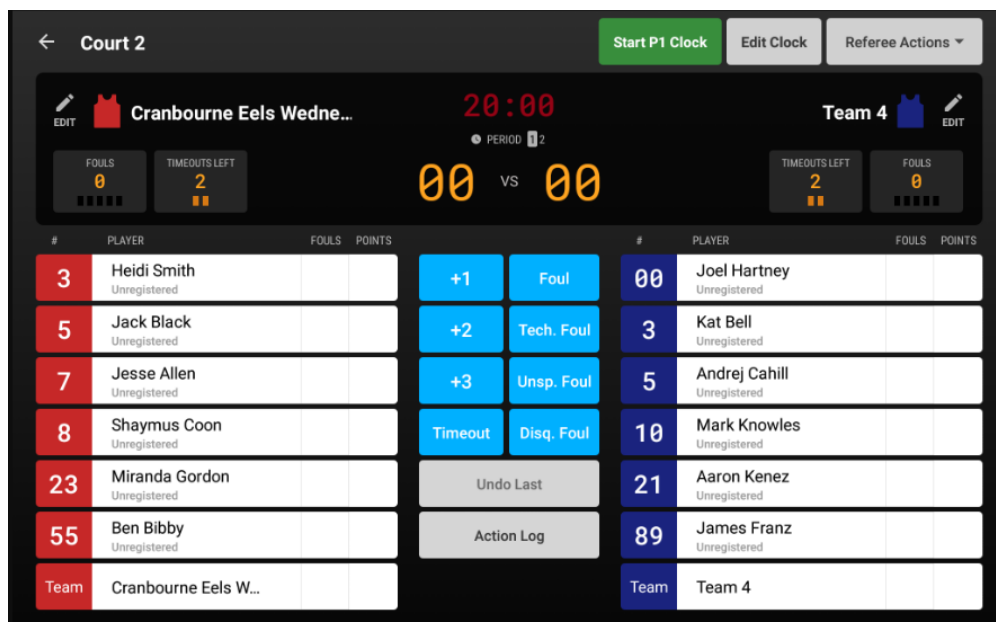 Court 2
Start P1 Clock
Edit Clock
Referee Actions
EDIT
Cranbourne Eels Wedne...
20:00
PERIOD 1 2
Team 4
EDIT
FOULS
0
TIMEOUTS LEFT
2
00 VS 00
TIMEOUTS LEFT
2
FOULS
0
# PLAYER FOULS POINTS
3 Heidi Smith
Unregistered
5 Jack Black
Unregistered
7 Jesse Allen
Unregistered
8 Shaymus Coon
Unregistered
23 Miranda Gordon
Unregistered
55 Ben Bibby
Unregistered
Team Cranbourne Eels W...
+1 Foul
+2 Tech. Foul
+3 Unsp. Foul
Timeout Disq. Foul
Undo Last
Action Log
# PLAYER FOULS POINTS
00 Joel Hartney
Unregistered
3 Kat Bell
Unregistered
5 Andrej Cahill
Unregistered
10 Mark Knowles
Unregistered
21 Aaron Kenez
Unregistered
89 James Franz
Unregistered
Team Team 4